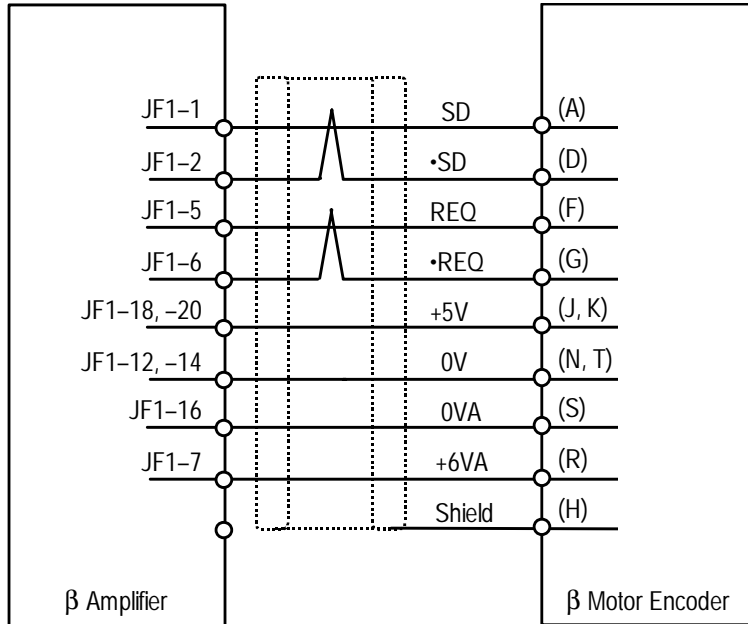 JF1–1 SD (A)
JF1–2 •SD (D)
JF1–5 REQ (F)
JF1–6 •REQ (G)
JF1–18, –20 +5V (J, K)
JF1–12, –14 0V (N, T)
JF1–16 0VA (S)
JF1–7 +6VA (R)
Shield (H)
β Amplifier β Motor Encoder